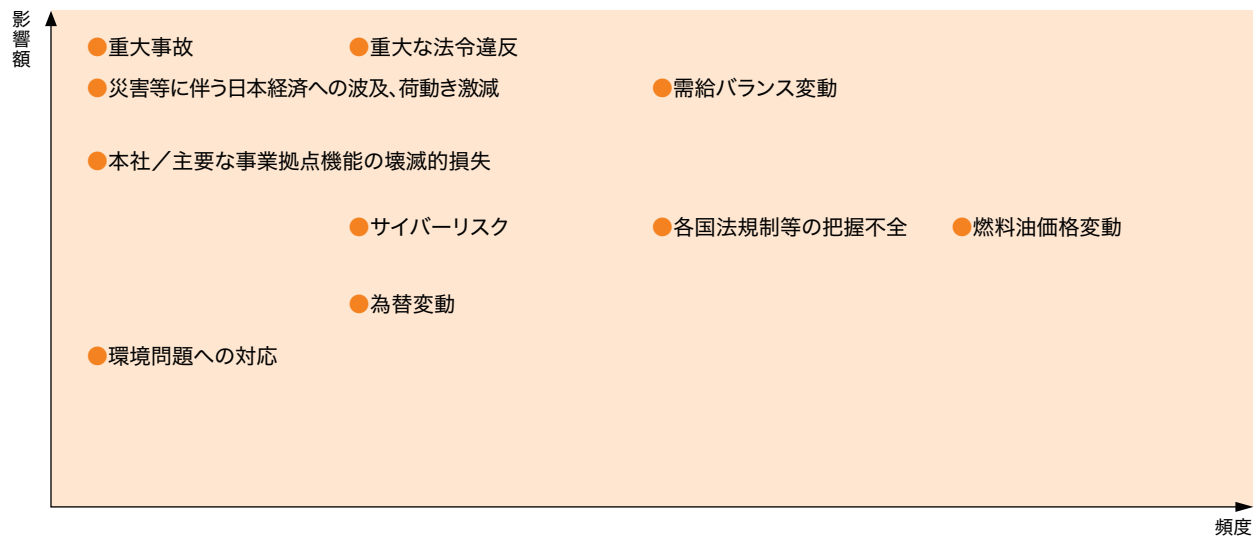 影響額
●重大事故
●重大な法令違反
●災害等に伴う日本経済への波及、荷動き激減
●需給バランス変動
●本社／主要な事業拠点機能の壊滅的損失
●サイバーリスク
●各国法規制等の把握不全
●燃料油価格変動
●為替変動
●環境問題への対応
頻度